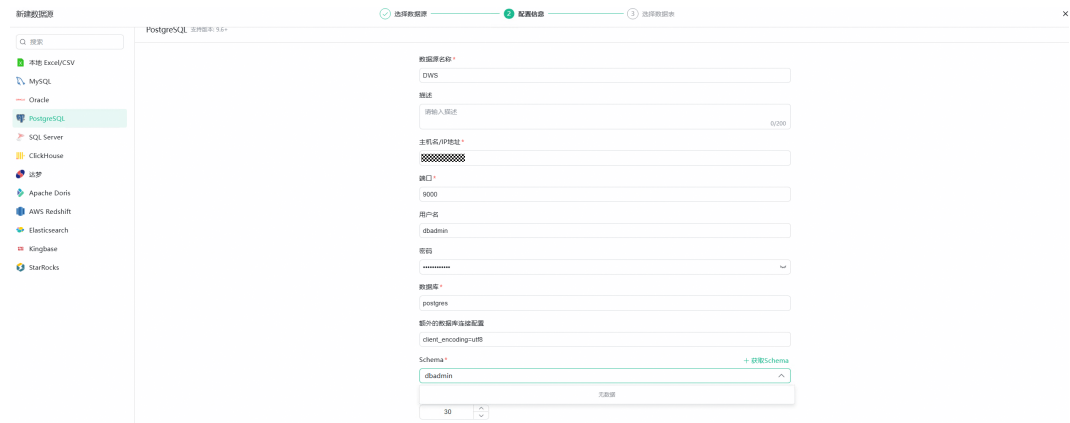 新建数据源
选择数据源
2 配置信息
3 选择数据表
搜索
本地 Excel/CSV
MySQL
Oracle
PostgreSQL
SQL Server
ClickHouse
达梦
Apache Doris
AWS Redshift
Elasticsearch
Kingbase
StarRocks
PostgreSQL 支持版本: 9.6+
数据源名称 *
DWS
描述
请输入描述
0/200
主机名/IP地址 *
端口 *
9000
用户名
dbadmin
密码
••••••••••••
数据库 *
postgres
额外的数据库连接配置
client_encoding=utf8
Schema * + 获取Schema
dbadmin
无数据
30